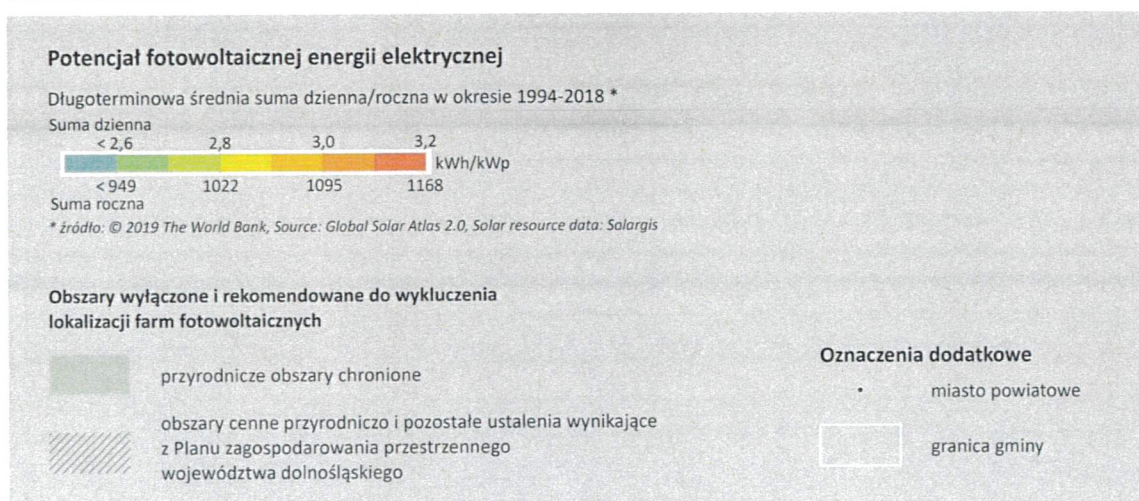 Potencjał fotowoltaicznej energii elektrycznej
Długoterminowa średnia suma dzienna/roczna w okresie 1994-2018 *
Suma dzienna
< 2,6 2,8 3,0 3,2
kWh/kWp
< 949 1022 1095 1168
Suma roczna
* źródło: © 2019 The World Bank, Source: Global Solar Atlas 2.0, Solar resource data: Solargis
Obszary wyłączone i rekomendowane do wykluczenia
lokalizacji farm fotowoltaicznych
przyrodnicze obszary chronione
obszary cenne przyrodniczo i pozostałe ustalenia wynikające
z Planu zagospodarowania przestrzennego
województwa dolnośląskiego
Oznaczenia dodatkowe
miasto powiatowe
granica gminy